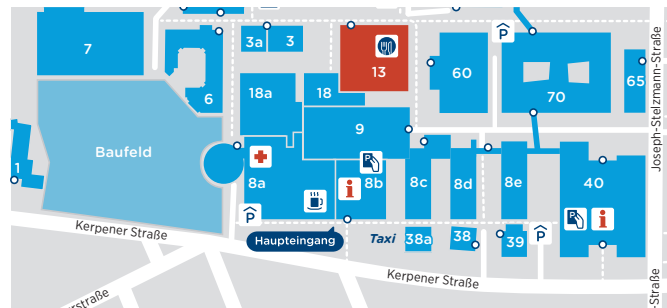 7
3a
3
13
60
70
65
6
18a
18
9
Baufeld
1
8a
8b
8c
8d
8e
40
P
P
P
P
P
i
i
Kerpener Straße
Haupteingang
Taxi
38a
38
39
Kerpener Straße
erstraße
Joseph-Stelzmann-Straße
-Straße